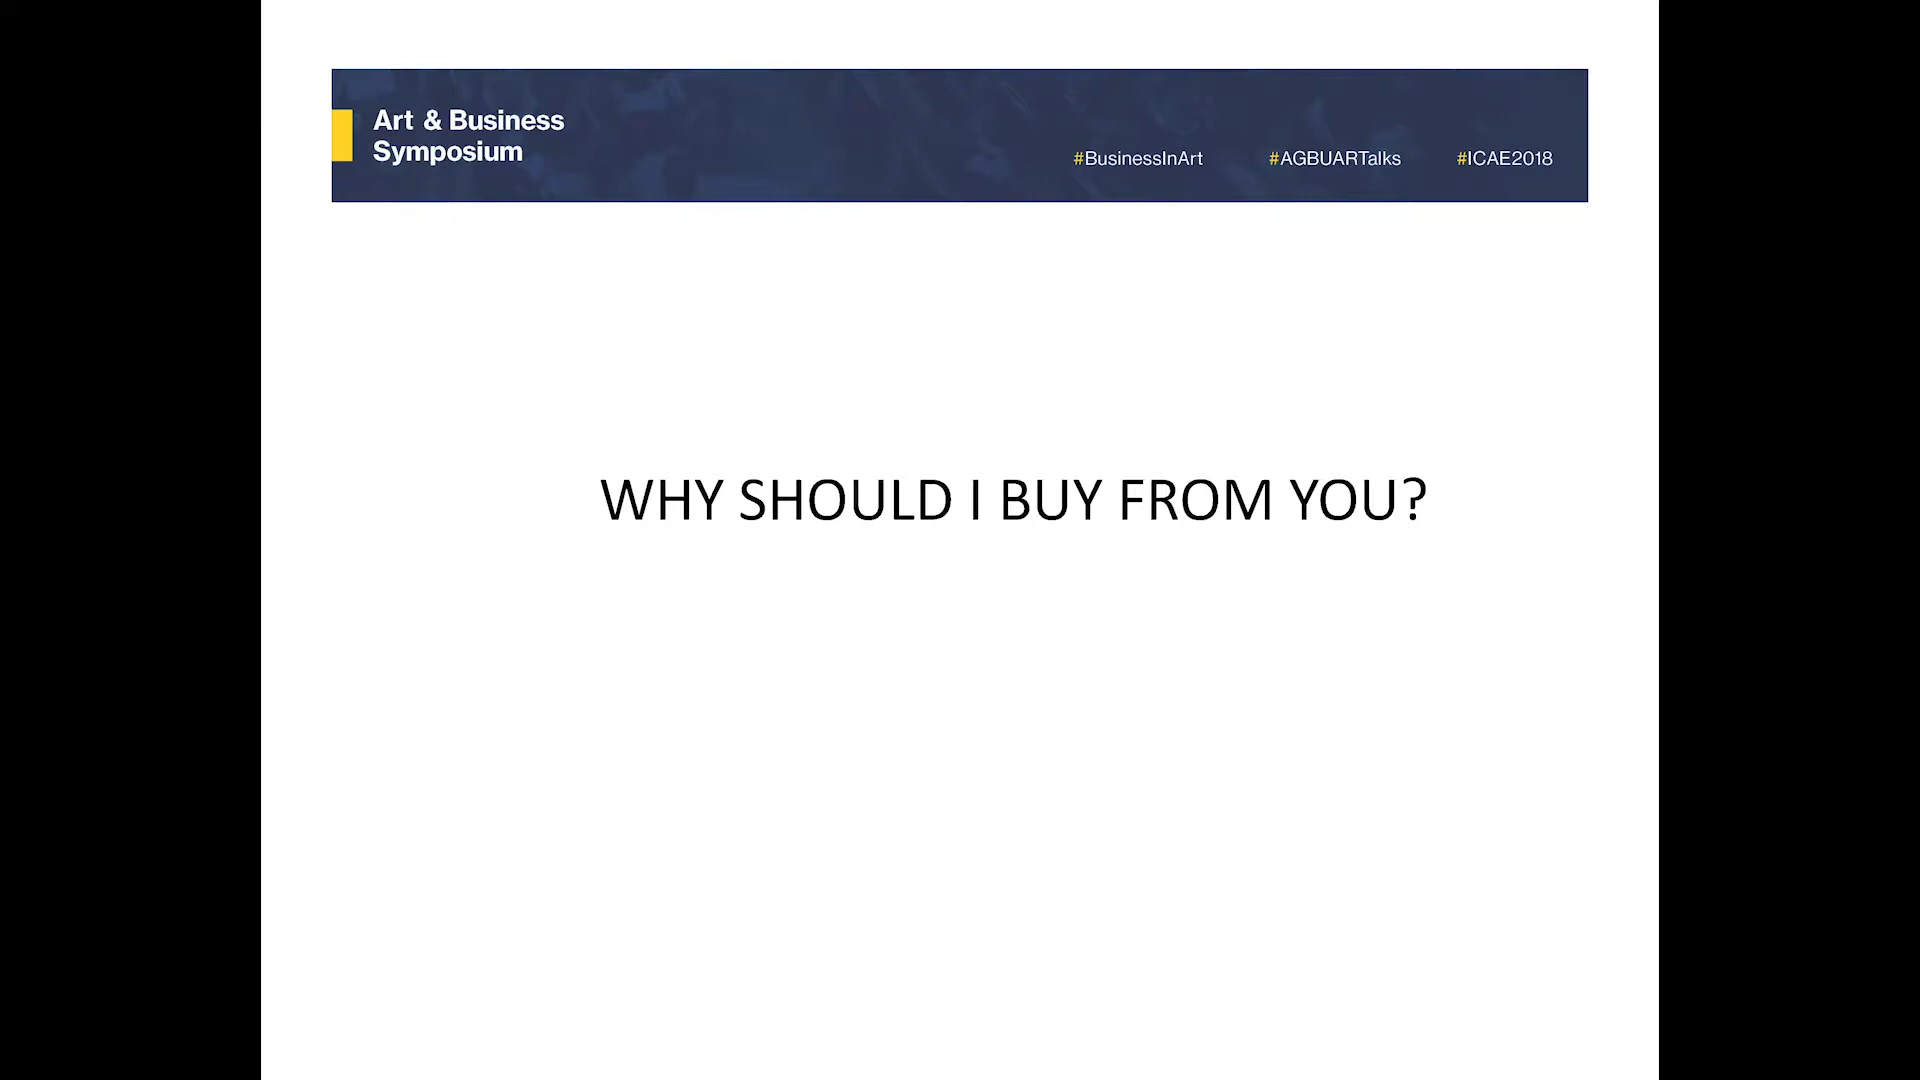 Art & Business
Symposium
#BusinessInArt #AGBUARTalks #ICAE2018
WHY SHOULD I BUY FROM YOU?